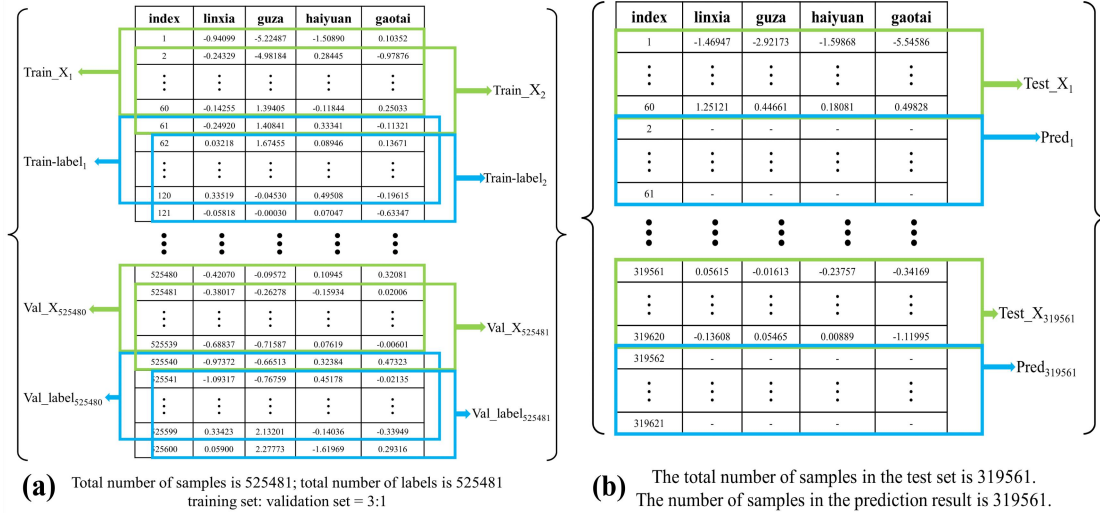 index linxia guza haiyuan gaotai
1 -0.94099 -5.22487 -1.50890 0.10352
2 -0.24329 -4.98184 0.28445 -0.97876
Train_X1
Train_X2
60 -0.14255 1.39405 -0.11844 0.25033
61 -0.24920 1.40841 0.33341 -0.11321
62 0.03218 1.67455 0.08946 0.13671
Train-label1
Train-label2
120 0.33519 -0.04530 0.49508 -0.19615
121 -0.05818 -0.00030 0.07047 -0.63347
525480 -0.42070 -0.09572 0.10945 0.32081
525481 -0.38017 -0.26278 -0.15934 0.02006
Val_X525480
Val_X525481
525539 -0.68837 -0.71587 0.07619 -0.00601
525540 -0.97372 -0.66513 0.32384 0.47323
525541 -1.09317 -0.76759 0.45178 -0.02135
Val_label525480
Val_label525481
525599 0.33423 2.13201 -0.14036 -0.33949
525600 0.05900 2.27773 -1.61969 0.29316
(a) Total number of samples is 525481; total number of labels is 525481
training set: validation set = 3:1
index linxia guza haiyuan gaotai
1 -1.46947 -2.92173 -1.59868 -5.54586
Test_X1
60 1.25121 0.44661 0.18081 0.49828
2 - - - -
Pred1
61 - - - -
319561 0.05615 -0.01613 -0.23757 -0.34169
Test_X319561
319620 -0.13608 0.05465 0.00889 -1.11995
319562 - - - -
Pred319561
319621 - - - -
(b) The total number of samples in the test set is 319561.
The number of samples in the prediction result is 319561.